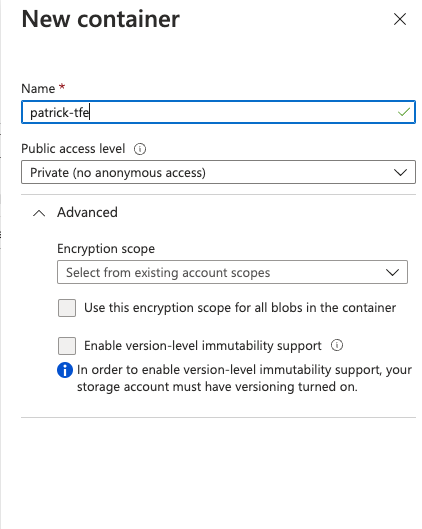 New container
Name *
patrick-tfe
Public access level
Private (no anonymous access)
Advanced
Encryption scope
Select from existing account scopes
Use this encryption scope for all blobs in the container
Enable version-level immutability support
In order to enable version-level immutability support, your
storage account must have versioning turned on.